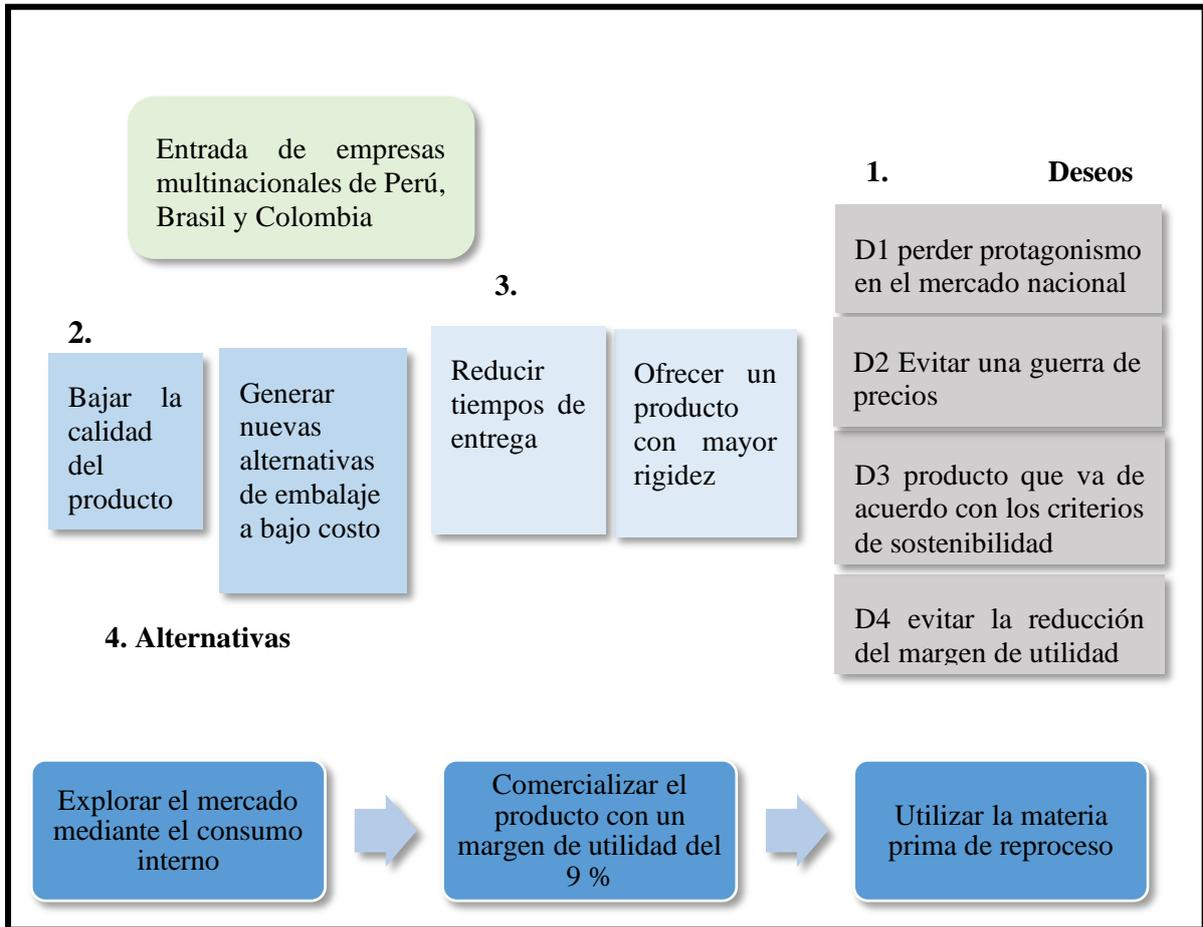 Entrada de empresas
multinacionales de Perú,
Brasil y Colombia
1. Deseos
D1 perder protagonismo
en el mercado nacional
D2 Evitar una guerra de
precios
D3 producto que va de
acuerdo con los criterios
de sostenibilidad
D4 evitar la reducción
del margen de utilidad
2.
Bajar la
calidad
del
producto
Generar
nuevas
alternativas
de embalaje
a bajo costo
3.
Reducir
tiempos de
entrega
Ofrecer un
producto
con mayor
rigidez
4. Alternativas
Explorar el mercado
mediante el consumo
interno
Comercializar el
producto con un
margen de utilidad del
9 %
Utilizar la materia
prima de reproceso